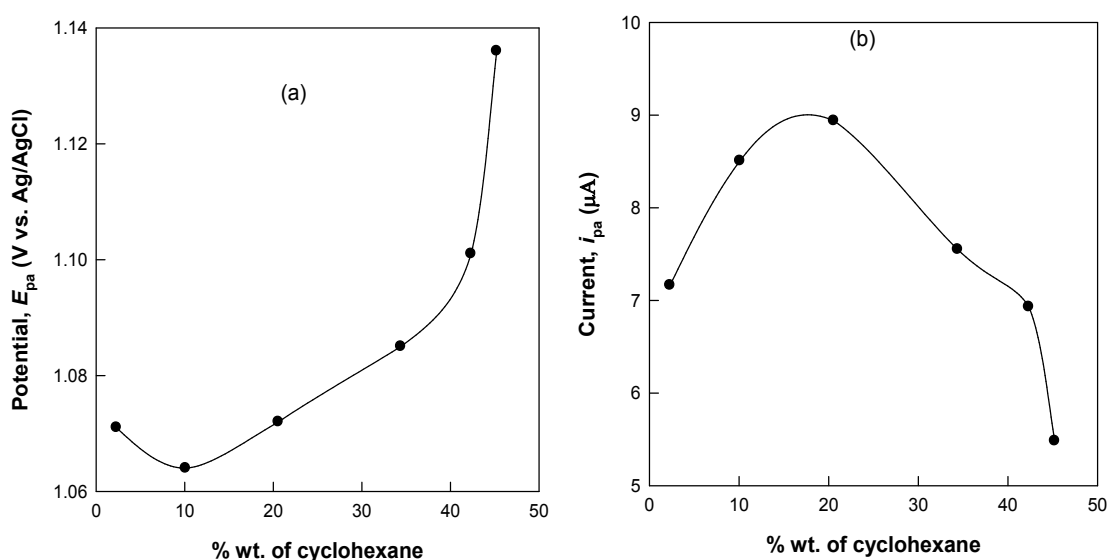 (a)
Potential, Epa (V vs. Ag/AgCl)
1.14
1.12
1.10
1.08
1.06
0 10 20 30 40 50
% wt. of cyclohexane
(b)
Current, ipa (μA)
10
9
8
7
6
5
0 10 20 30 40 50
% wt. of cyclohexane